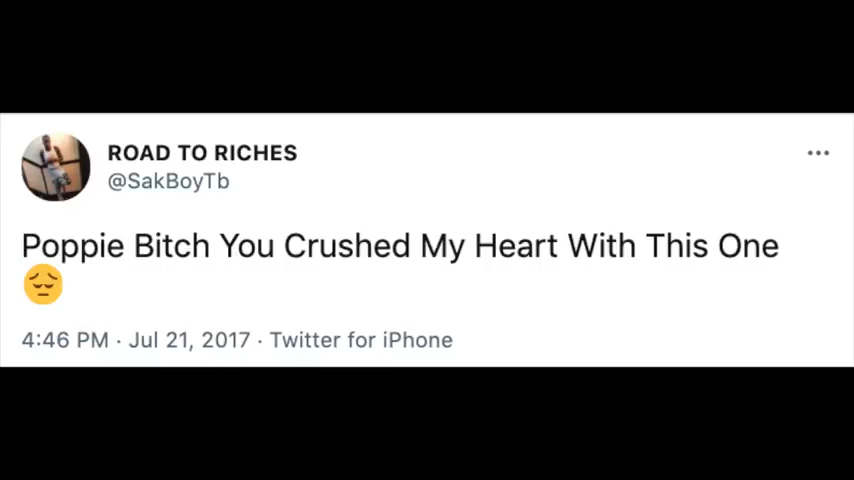 ROAD TO RICHES
@SakBoyTb
Poppie Bitch You Crushed My Heart With This One
😔
4:46 PM · Jul 21, 2017 · Twitter for iPhone